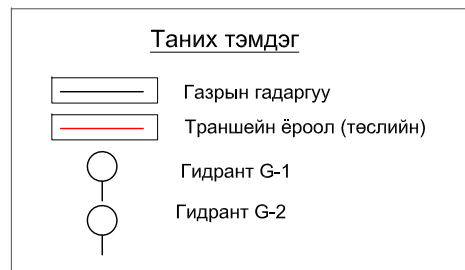 Таних тэмдэг
Газрын гадаргуу
Траншейн ёроол (төслийн)
Гидрант G-1
Гидрант G-2